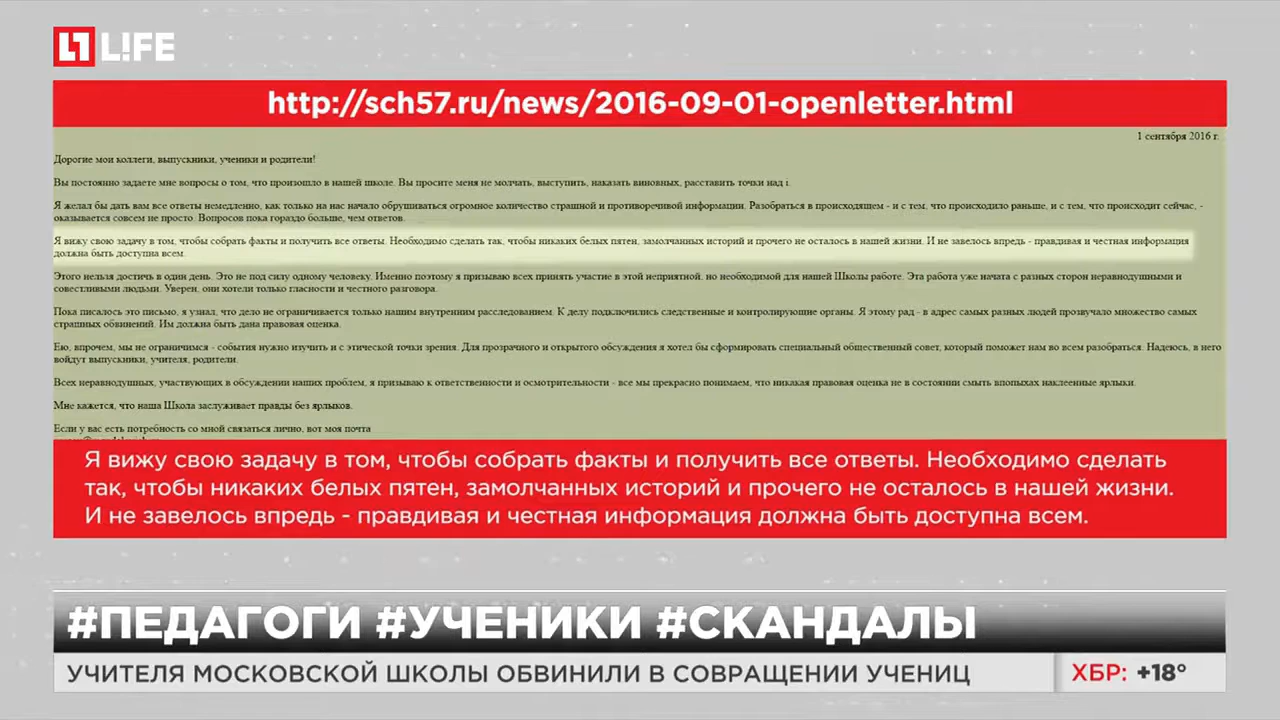 L!FE
http://sch57.ru/news/2016-09-01-openletter.html
1 сентября 2016 г.
Дорогие мои коллеги, выпускники, ученики и родители!
Вы постоянно задаете мне вопросы о том, что произошло в нашей школе. Вы просите меня не молчать, выступить, наказать виновных, расставить точки над i.
Я желал бы дать вам все ответы немедленно, как только на нас начало обрушиваться огромное количество страшной и противоречивой информации. Разобраться в происходящем - и с тем, что происходило раньше, и с тем, что происходит сейчас, -
оказывается совсем не просто. Вопросов пока гораздо больше, чем ответов.
Я вижу свою задачу в том, чтобы собрать факты и получить все ответы. Необходимо сделать так, чтобы никаких белых пятен, замолчанных историй и прочего не осталось в нашей жизни. И не завелось впредь - правдивая и честная информация
должна быть доступна всем.
Этого нельзя достичь в один день. Это не под силу одному человеку. Именно поэтому я призываю всех принять участие в этой неприятной, но необходимой для нашей Школы работе. Эта работа уже начата с разных сторон неравнодушными и
совестливыми людьми. Уверен, они хотели только гласности и честного разговора.
Пока писалось это письмо, я узнал, что дело не ограничивается только нашим внутренним расследованием. К делу подключились следственные и контролирующие органы. Я этому рад - в адрес самых разных людей прозвучало множество самых
страшных обвинений. Им должна быть дана правовая оценка.
Ею, впрочем, мы не ограничимся - события нужно изучить и с этической точки зрения. Для прозрачного и открытого обсуждения я хотел бы сформировать специальный общественный совет, который поможет нам во всем разобраться. Надеюсь, в него
войдут выпускники, учителя, родители.
Всех неравнодушных, участвующих в обсуждении наших проблем, я призываю к ответственности и осмотрительности - все мы прекрасно понимаем, что никакая правовая оценка не в состоянии смыть впопыхах наклеенные ярлыки.
Мне кажется, что наша Школа заслуживает правды без ярлыков.
Если у вас есть потребность со мной связаться лично, вот моя почта
Я вижу свою задачу в том, чтобы собрать факты и получить все ответы. Необходимо сделать
так, чтобы никаких белых пятен, замолчанных историй и прочего не осталось в нашей жизни.
И не завелось впредь - правдивая и честная информация должна быть доступна всем.
#ПЕДАГОГИ #УЧЕНИКИ #СКАНДАЛЫ
УЧИТЕЛЯ МОСКОВСКОЙ ШКОЛЫ ОБВИНИЛИ В СОВРАЩЕНИИ УЧЕНИЦ
ХБР: +18°